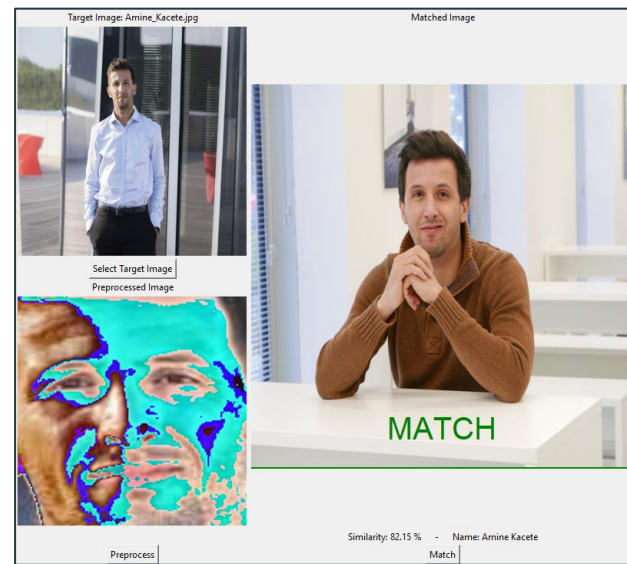 Target Image: Amine_Kacete.jpg
Matched Image
Select Target Image
Preprocessed Image
MATCH
Similarity: 82.15 % - Name: Amine Kacete
Preprocess
Match